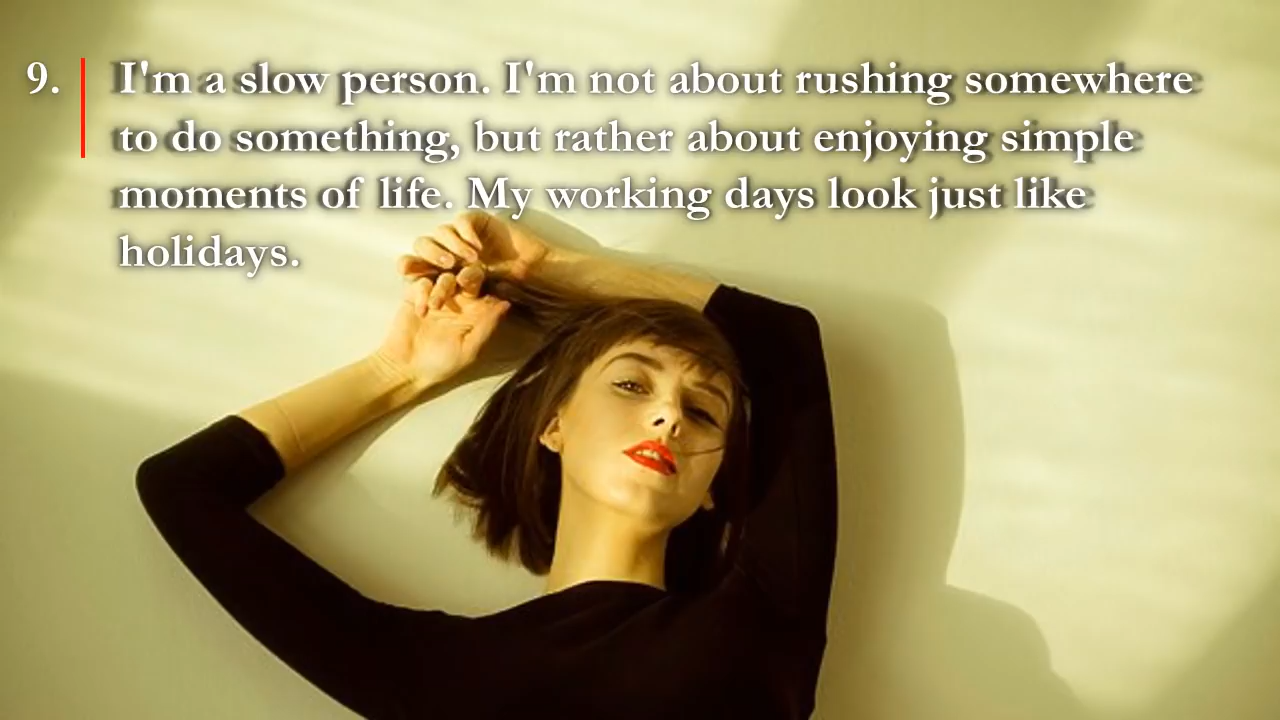 9. I'm a slow person. I'm not about rushing somewhere
to do something, but rather about enjoying simple
moments of life. My working days look just like
holidays.